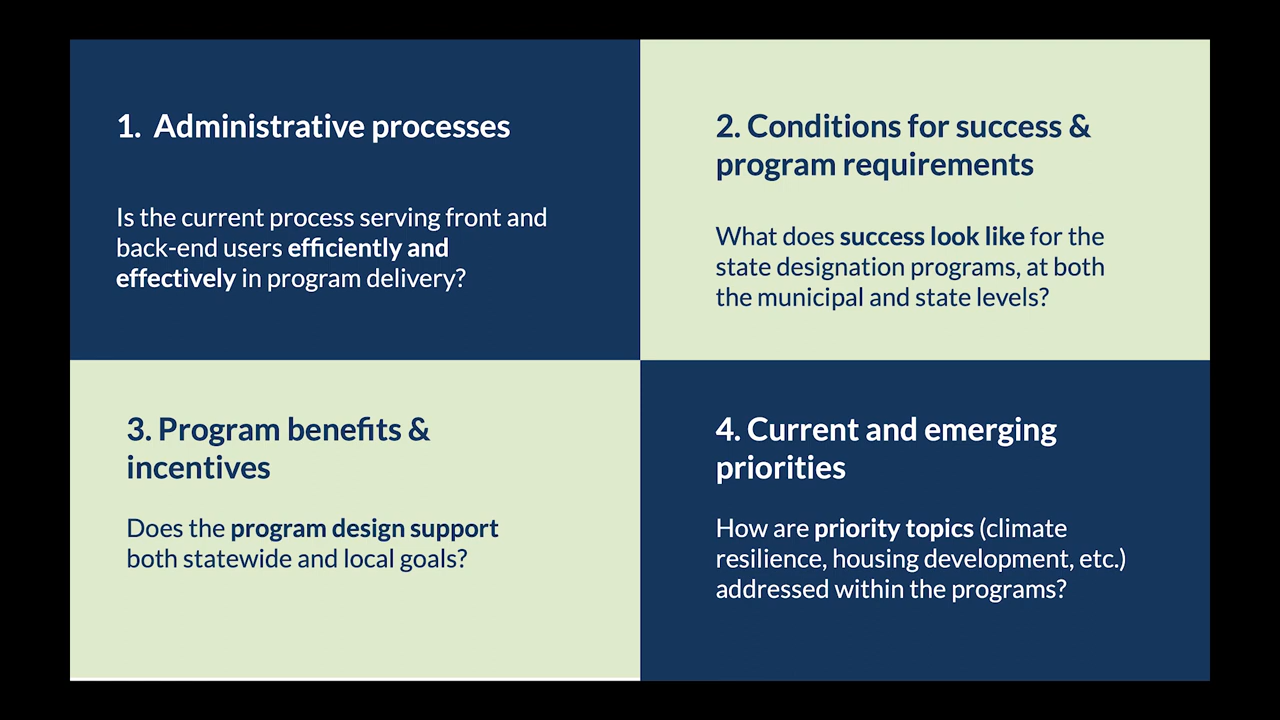 1. Administrative processes
Is the current process serving front and
back-end users efficiently and
effectively in program delivery?
2. Conditions for success &
program requirements
What does success look like for the
state designation programs, at both
the municipal and state levels?
3. Program benefits &
incentives
Does the program design support
both statewide and local goals?
4. Current and emerging
priorities
How are priority topics (climate
resilience, housing development, etc.)
addressed within the programs?